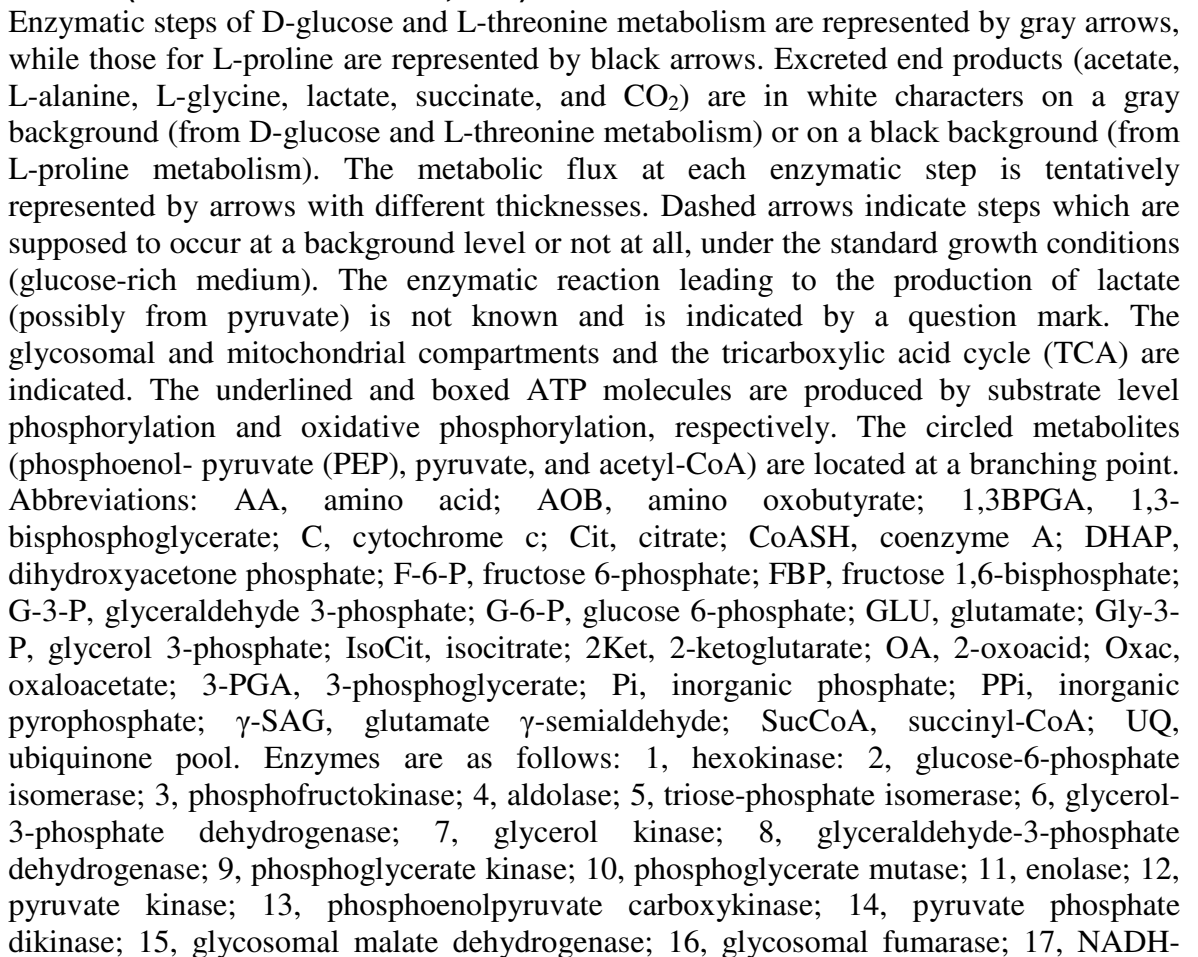 Enzymatic steps of D-glucose and L-threonine metabolism are represented by gray arrows,
while those for L-proline are represented by black arrows. Excreted end products (acetate,
L-alanine, L-glycine, lactate, succinate, and CO₂) are in white characters on a gray
background (from D-glucose and L-threonine metabolism) or on a black background (from
L-proline metabolism). The metabolic flux at each enzymatic step is tentatively
represented by arrows with different thicknesses. Dashed arrows indicate steps which are
supposed to occur at a background level or not at all, under the standard growth conditions
(glucose-rich medium). The enzymatic reaction leading to the production of lactate
(possibly from pyruvate) is not known and is indicated by a question mark. The
glycosomal and mitochondrial compartments and the tricarboxylic acid cycle (TCA) are
indicated. The underlined and boxed ATP molecules are produced by substrate level
phosphorylation and oxidative phosphorylation, respectively. The circled metabolites
(phosphoenol- pyruvate (PEP), pyruvate, and acetyl-CoA) are located at a branching point.
Abbreviations: AA, amino acid; AOB, amino oxobutyrate; 1,3BPGA, 1,3-
bisphosphoglycerate; C, cytochrome c; Cit, citrate; CoASH, coenzyme A; DHAP,
dihydroxyacetone phosphate; F-6-P, fructose 6-phosphate; FBP, fructose 1,6-bisphosphate;
G-3-P, glyceraldehyde 3-phosphate; G-6-P, glucose 6-phosphate; GLU, glutamate; Gly-3-
P, glycerol 3-phosphate; IsoCit, isocitrate; 2Ket, 2-ketoglutarate; OA, 2-oxoacid; Oxac,
oxaloacetate; 3-PGA, 3-phosphoglycerate; Pi, inorganic phosphate; PPi, inorganic
pyrophosphate; γ-SAG, glutamate γ-semialdehyde; SucCoA, succinyl-CoA; UQ,
ubiquinone pool. Enzymes are as follows: 1, hexokinase: 2, glucose-6-phosphate
isomerase; 3, phosphofructokinase; 4, aldolase; 5, triose-phosphate isomerase; 6, glycerol-
3-phosphate dehydrogenase; 7, glycerol kinase; 8, glyceraldehyde-3-phosphate
dehydrogenase; 9, phosphoglycerate kinase; 10, phosphoglycerate mutase; 11, enolase; 12,
pyruvate kinase; 13, phosphoenolpyruvate carboxykinase; 14, pyruvate phosphate
dikinase; 15, glycosomal malate dehydrogenase; 16, glycosomal fumarase; 17, NADH-